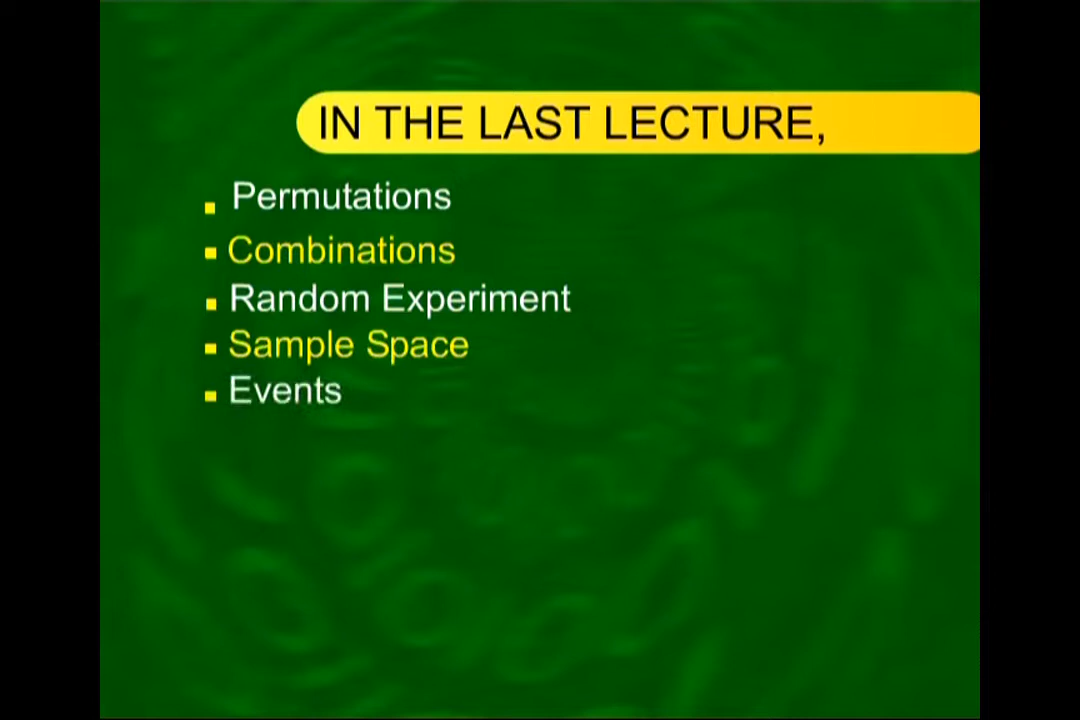 IN THE LAST LECTURE,
Permutations
Combinations
Random Experiment
Sample Space
Events